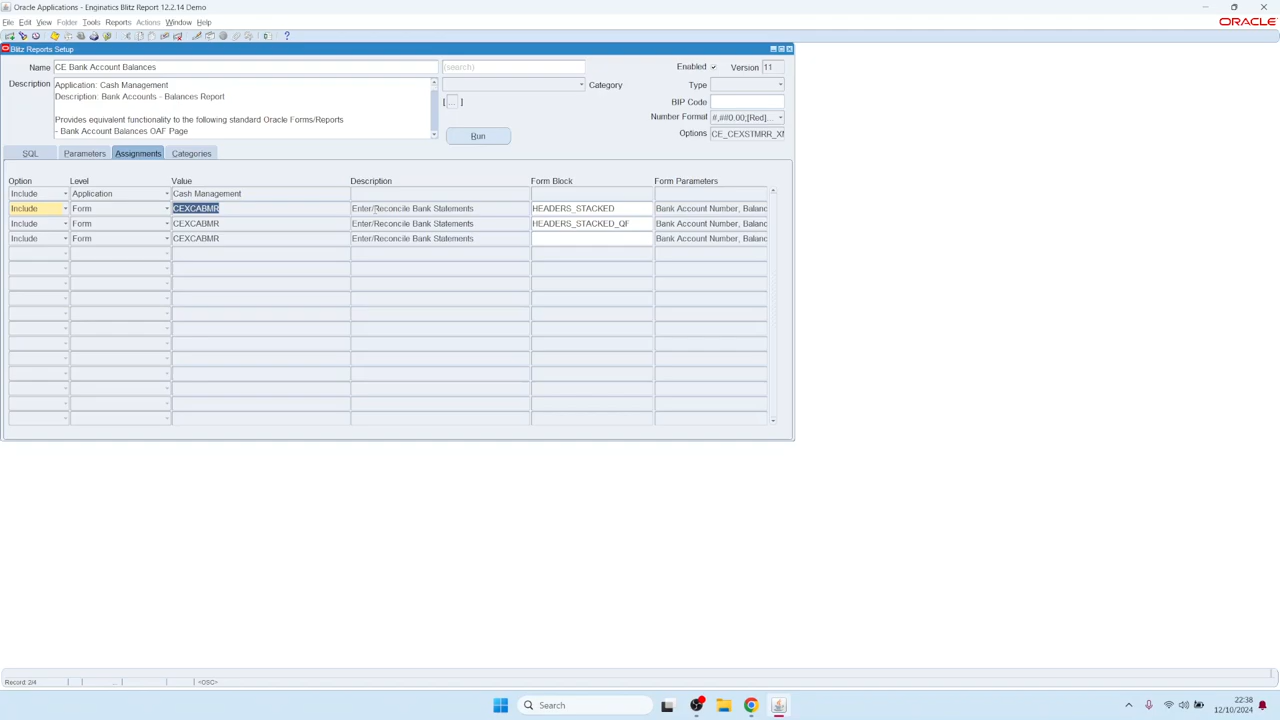 Oracle Applications - Enginatics Blitz Report 12.2.14 Demo
File Edit View Folder Tools Reports Actions Window Help
ORACLE
Blitz Reports Setup
Name CE Bank Account Balances (search) Enabled Version 11
Description Application: Cash Management Category Type
Description: Bank Accounts - Balances Report [ ... ] BIP Code
Provides equivalent functionality to the following standard Oracle Forms/Reports Number Format #,##0.00;[Red]...
- Bank Account Balances OAF Page Run Options CE_CEXSTMRR_XM
SQL Parameters Assignments Categories
Option Level Value Description Form Block Form Parameters
Include Application Cash Management
Include Form CEXCABMR Enter/Reconcile Bank Statements HEADERS_STACKED Bank Account Number, Balanc
Include Form CEXCABMR Enter/Reconcile Bank Statements HEADERS_STACKED_QF Bank Account Number, Balanc
Include Form CEXCABMR Enter/Reconcile Bank Statements Bank Account Number, Balanc
Record: 2/4 ... <OSC>
Search
22:38
12/10/2024